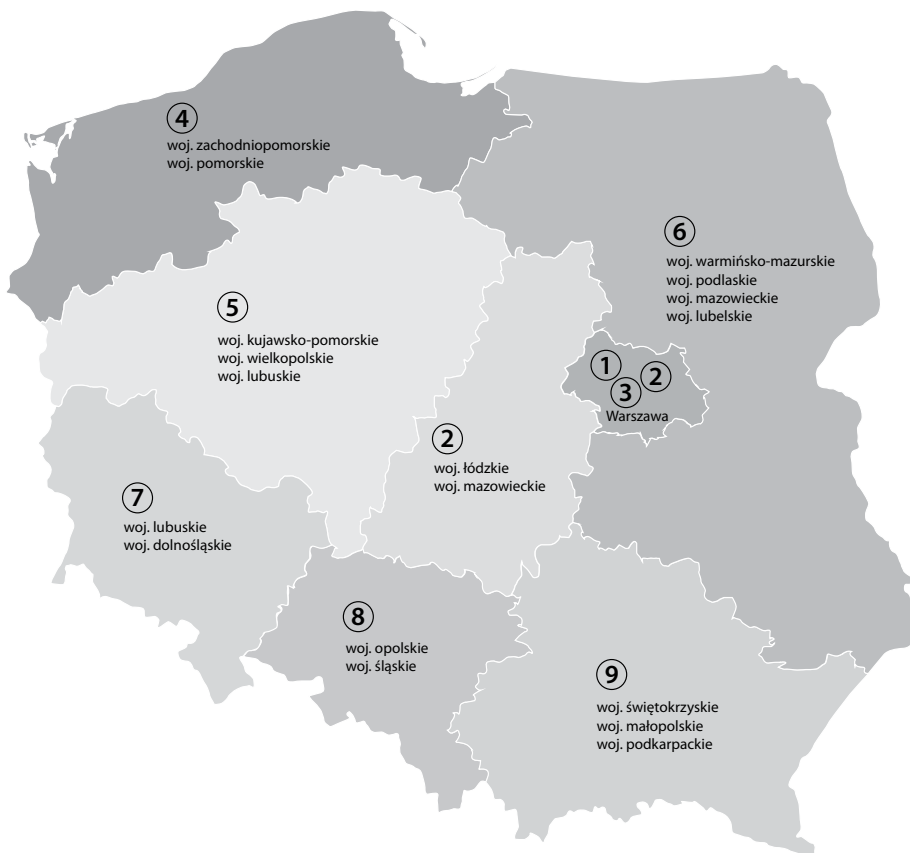 4
woj. zachodniopomorskie
woj. pomorskie
6
woj. warmińsko-mazurskie
woj. podlaskie
woj. mazowieckie
woj. lubelskie
5
woj. kujawsko-pomorskie
woj. wielkopolskie
woj. lubuskie
1
2
3
Warszawa
2
woj. łódzkie
woj. mazowieckie
7
woj. lubuskie
woj. dolnośląskie
8
woj. opolskie
woj. śląskie
9
woj. świętokrzyskie
woj. małopolskie
woj. podkarpackie